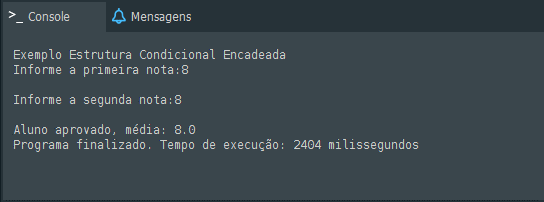 >_ Console Mensagens
Exemplo Estrutura Condicional Encadeada
Informe a primeira nota:8
Informe a segunda nota:8
Aluno aprovado, média: 8.0
Programa finalizado. Tempo de execução: 2404 milissegundos